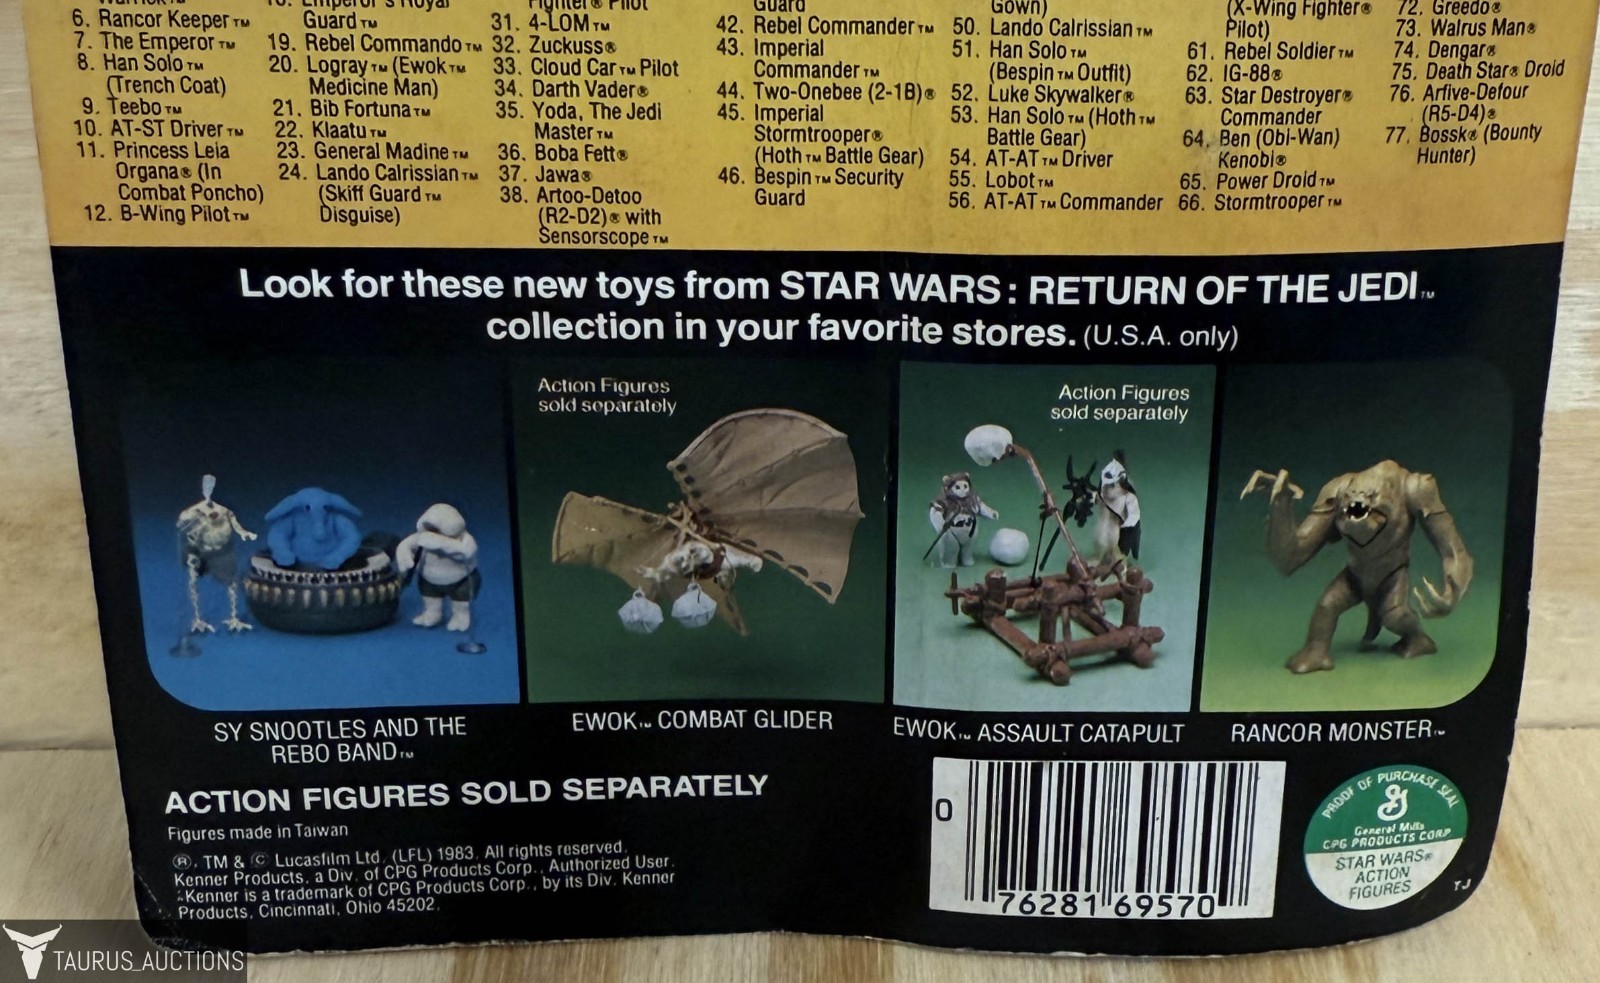 6. Rancor Keeper™
7. The Emperor™
8. Han Solo™
(Trench Coat)
9. Teebo™
10. AT-ST Driver™
11. Princess Leia
Organa® (In
Combat Poncho)
12. B-Wing Pilot™
Emperor's Royal
Guard™
19. Rebel Commando™
20. Logray™ (Ewok™
Medicine Man)
21. Bib Fortuna™
22. Klaatu™
23. General Madine™
24. Lando Calrissian™
(Skiff Guard™
Disguise)
Fighter® Pilot
31. 4-LOM™
32. Zuckuss®
33. Cloud Car™ Pilot
34. Darth Vader®
35. Yoda, The Jedi
Master™
36. Boba Fett®
37. Jawa®
38. Artoo-Detoo
(R2-D2)® with
Sensorscope™
Guard
42. Rebel Commander™
43. Imperial
Commander™
44. Two-Onebee (2-1B)®
45. Imperial
Stormtrooper®
(Hoth™ Battle Gear)
46. Bespin™ Security
Guard
Gown)
50. Lando Calrissian™
51. Han Solo™
(Bespin™ Outfit)
52. Luke Skywalker®
53. Han Solo™ (Hoth™
Battle Gear)
54. AT-AT™ Driver
55. Lobot™
56. AT-AT™ Commander
(X-Wing Fighter®
Pilot)
61. Rebel Soldier™
62. IG-88®
63. Star Destroyer®
Commander
64. Ben (Obi-Wan)
Kenobi®
65. Power Droid™
66. Stormtrooper™
72. Greedo®
73. Walrus Man®
74. Dengar®
75. Death Star® Droid
76. Arfive-Defour
(R5-D4)®
77. Bossk® (Bounty
Hunter)
Look for these new toys from STAR WARS: RETURN OF THE JEDI™
collection in your favorite stores. (U.S.A. only)
Action Figures
sold separately
Action Figures
sold separately
SY SNOOTLES AND THE
REBO BAND™
EWOK™ COMBAT GLIDER
EWOK™ ASSAULT CATAPULT
RANCOR MONSTER™
ACTION FIGURES SOLD SEPARATELY
Figures made in Taiwan
®, TM & © Lucasfilm Ltd. (LFL) 1983. All rights reserved.
Kenner Products, a Div. of CPG Products Corp., Authorized User.
Kenner is a trademark of CPG Products Corp., by its Div. Kenner
Products, Cincinnati, Ohio 45202.
0
76281 69570
PROOF OF PURCHASE SEAL
G
General Mills
CPG PRODUCTS CORP
STAR WARS®
ACTION
FIGURES
TJ
TAURUS_AUCTIONS